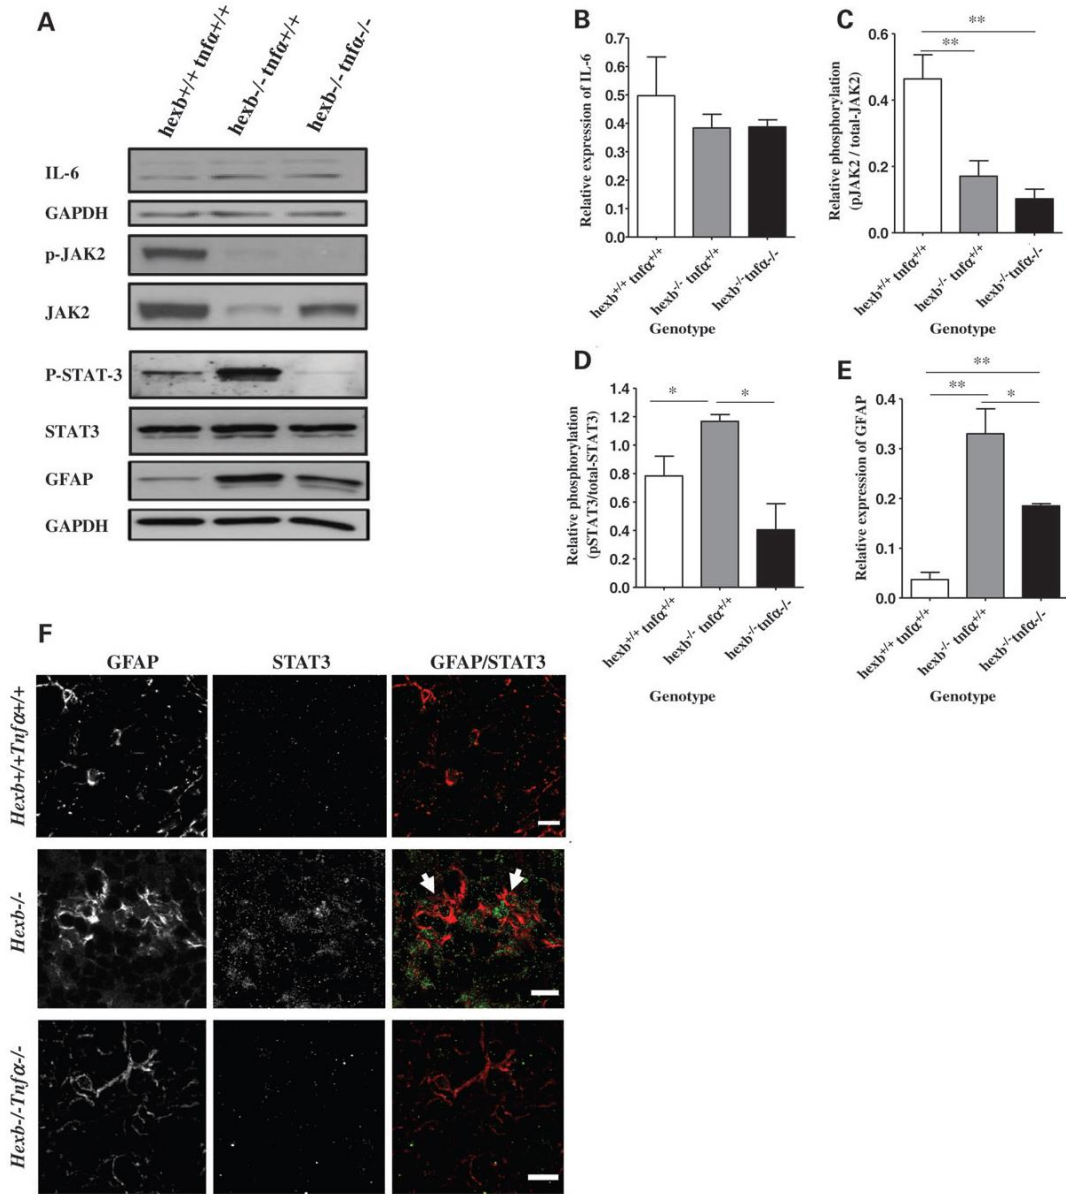 A
hexb+/+ tnfα+/+
hexb-/- tnfα+/+
hexb-/- tnfα-/-
IL-6
GAPDH
p-JAK2
JAK2
P-STAT-3
STAT3
GFAP
GAPDH
B
Relative expression of IL-6
0.7
0.6
0.5
0.4
0.3
0.2
0.1
0.0
hexb+/+ tnfα+/+
hexb-/- tnfα+/+
hexb-/-tnfα-/-
Genotype
C
Relative phosphorylation
(pJAK2 / total-JAK2)
0.6
0.4
0.2
0.0
**
**
hexb+/+ tnfα+/+
hexb-/- tnfα+/+
hexb-/-tnfα-/-
Genotype
D
Relative phosphorylation
(pSTAT3/total-STAT3)
1.4
1.2
1.0
0.8
0.6
0.4
0.2
0.0
*
*
hexb+/+ tnfα+/+
hexb-/- tnfα+/+
hexb-/-tnfα-/-
Genotype
E
Relative expression of GFAP
0.4
0.3
0.2
0.1
0.0
**
**
*
hexb+/+ tnfα+/+
hexb-/- tnfα+/+
hexb-/-tnfα-/-
Genotype
F
GFAP STAT3 GFAP/STAT3
Hexb+/+Tnfα+/+
Hexb-/-
Hexb-/-Tnfα-/-